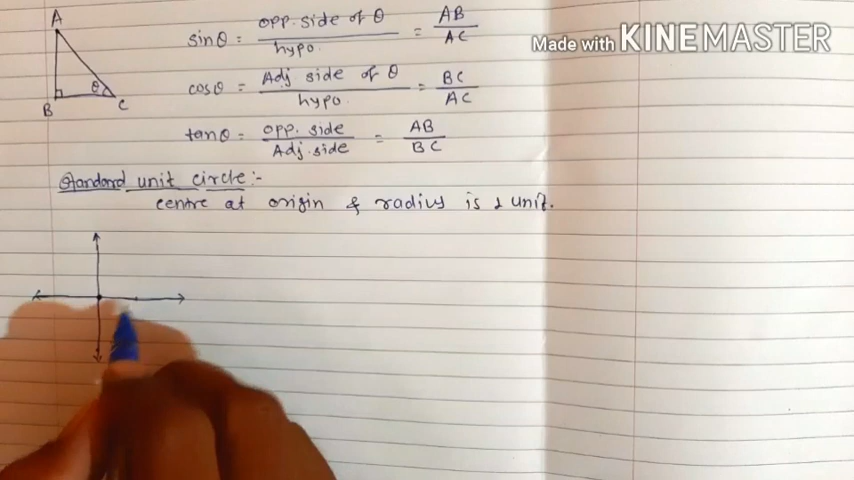 A
B
C
θ
sinθ = opp. side of θ / hypo. = AB / AC
Made with KINEMASTER
cosθ = Adj side of θ / hypo. = BC / AC
tanθ = opp. side / Adj. side = AB / BC
Standard unit circle:-
centre at origin & radius is 1 unit.